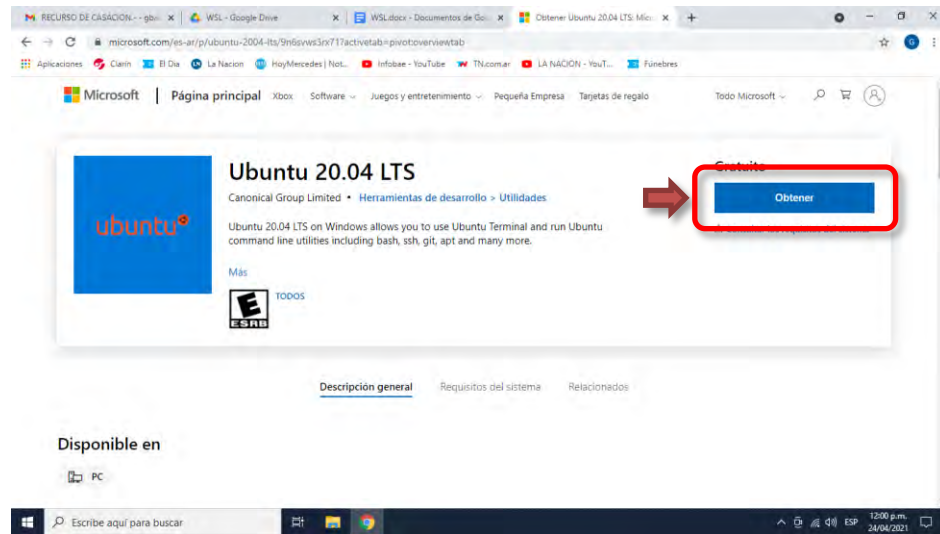 RECURSO DE CASACION.- - gbo
WSL - Google Drive
WSL.docx - Documentos de Go
Obtener Ubuntu 20.04 LTS: Micr
microsoft.com/es-ar/p/ubuntu-2004-lts/9n6svws3rx71?activetab=pivot:overviewtab
G
Aplicaciones
Clarin
El Dia
La Nacion
HoyMercedes | Not...
Infobae - YouTube
TN.com.ar
LA NACION - YouT...
Funebres
Microsoft
Página principal
Xbox
Software
Juegos y entretenimiento
Pequeña Empresa
Tarjetas de regalo
Todo Microsoft
ubuntu
Ubuntu 20.04 LTS
Canonical Group Limited • Herramientas de desarrollo > Utilidades
Ubuntu 20.04 LTS on Windows allows you to use Ubuntu Terminal and run Ubuntu
command line utilities including bash, ssh, git, apt and many more.
Más
E
ESRB
TODOS
Gratuito
Obtener
Descripción general
Requisitos del sistema
Relacionados
Disponible en
PC
Escribe aquí para buscar
ESP
12:00 p.m.
24/04/2021